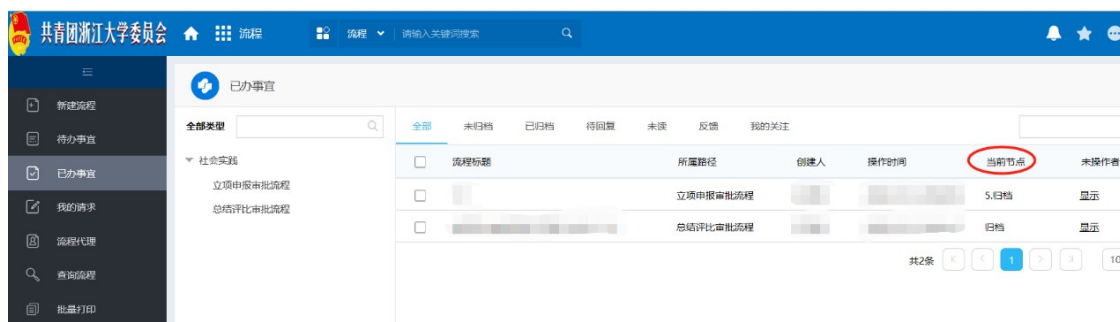 共青团浙江大学委员会 流程 流程 请输入关键词搜索
已办事宜
新建流程
待办事宜
已办事宜
我的请求
流程代理
查询流程
批量打印
全部类型
社会实践
立项申报审批流程
总结评比审批流程
全部 未归档 已归档 待回复 未读 反馈 我的关注
流程标题 所属路径 创建人 操作时间 当前节点 未操作者
立项申报审批流程 5.归档 显示
总结评比审批流程 归档 显示
共2条 1 10